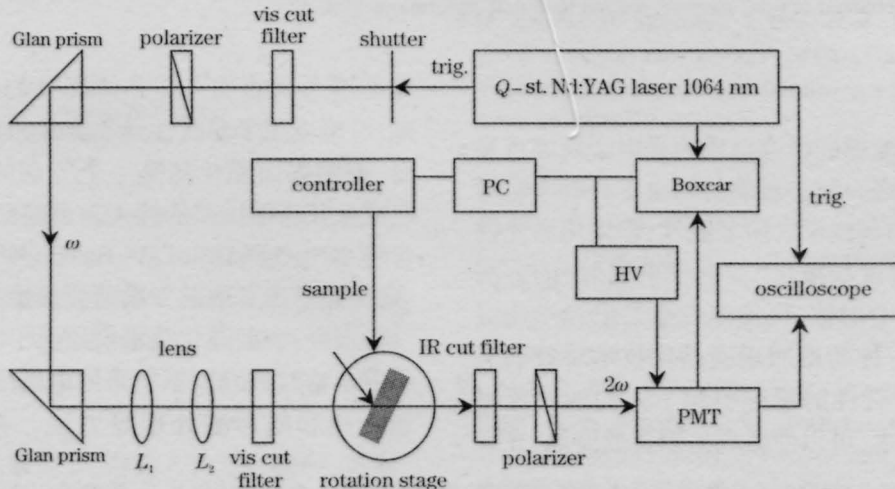 Glan prism
polarizer
vis cut
filter
shutter
trig.
Q-st. Nd:YAG laser 1064 nm
controller
PC
Boxcar
trig.
ω
HV
oscilloscope
sample
lens
IR cut filter
2ω
PMT
Glan prism
L₁
L₂
vis cut
filter
rotation stage
polarizer